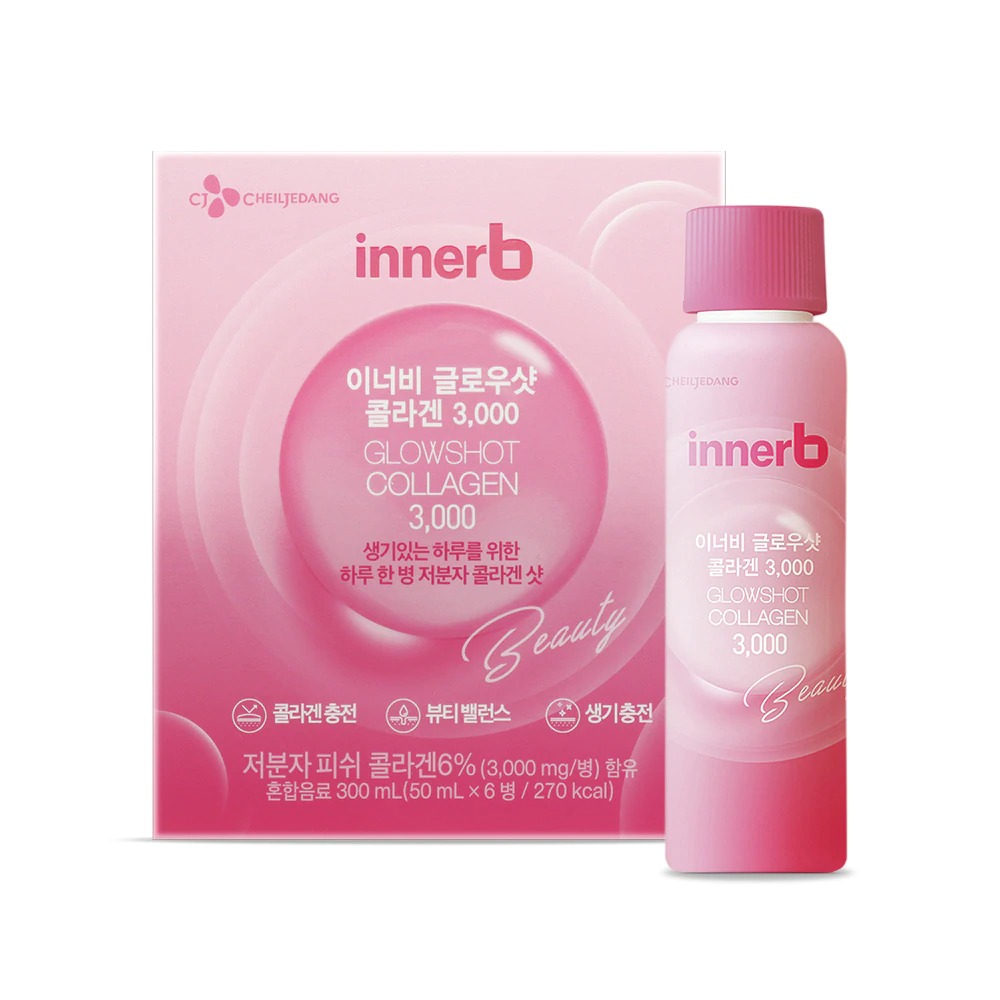 CJ CHEILJEDANG
innerb
이너비 글로우샷
콜라겐 3,000
GLOWSHOT
COLLAGEN
3,000
생기있는 하루를 위한
하루 한 병 저분자 콜라겐 샷
Beauty
콜라겐 충전
뷰티 밸런스
생기 충전
저분자 피쉬 콜라겐6% (3,000 mg/병) 함유
혼합음료 300 mL(50 mL × 6 병 / 270 kcal)
CHEILJEDANG
innerb
이너비 글로우샷
콜라겐 3,000
GLOWSHOT
COLLAGEN
3,000
Beau